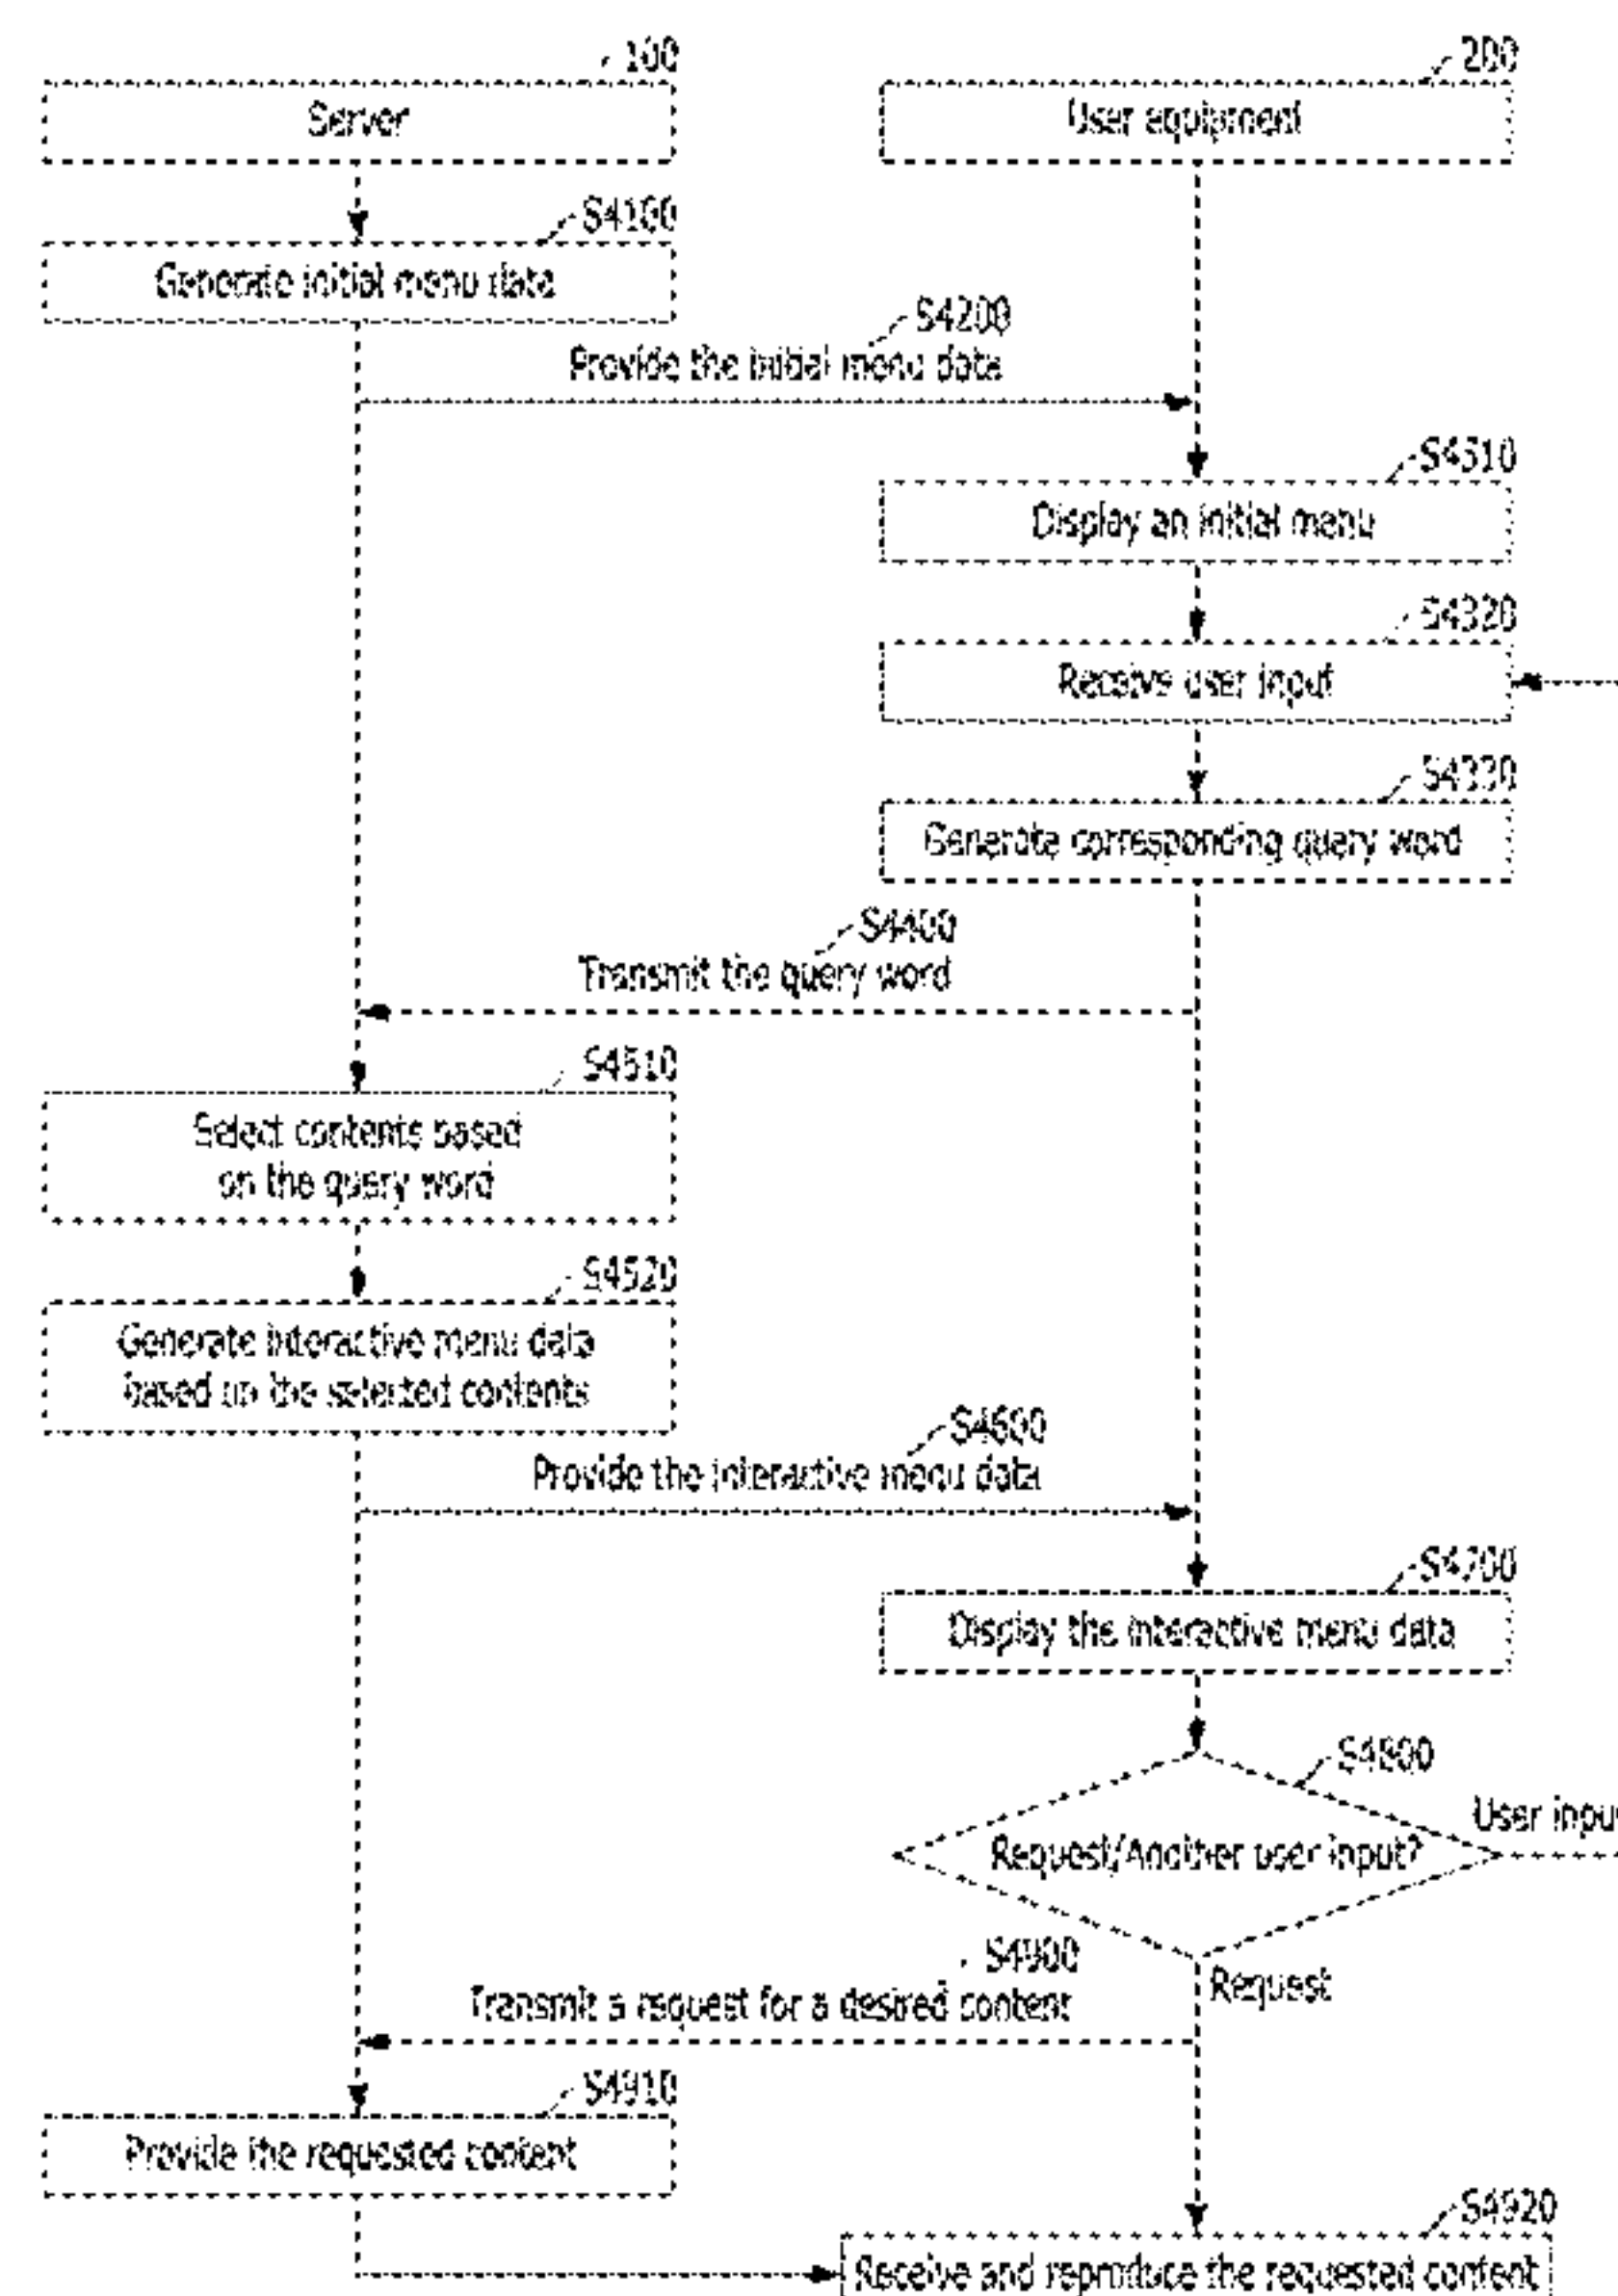 100
Server
200
User equipment
S4100
Generate initial menu data
S4200
Provide the initial menu data
S4310
Display an initial menu
S4320
Receive user input
S4330
Generate corresponding query word
S4400
Transmit the query word
S4510
Select contents based
on the query word
S4520
Generate interactive menu data
based on the selected contents
S4600
Provide the interactive menu data
S4700
Display the interactive menu data
S4800
User inpu
Request/Another user input?
Request
S4900
Transmit a request for a desired content
S4910
Provide the requested content
S4920
Receive and reproduce the requested content